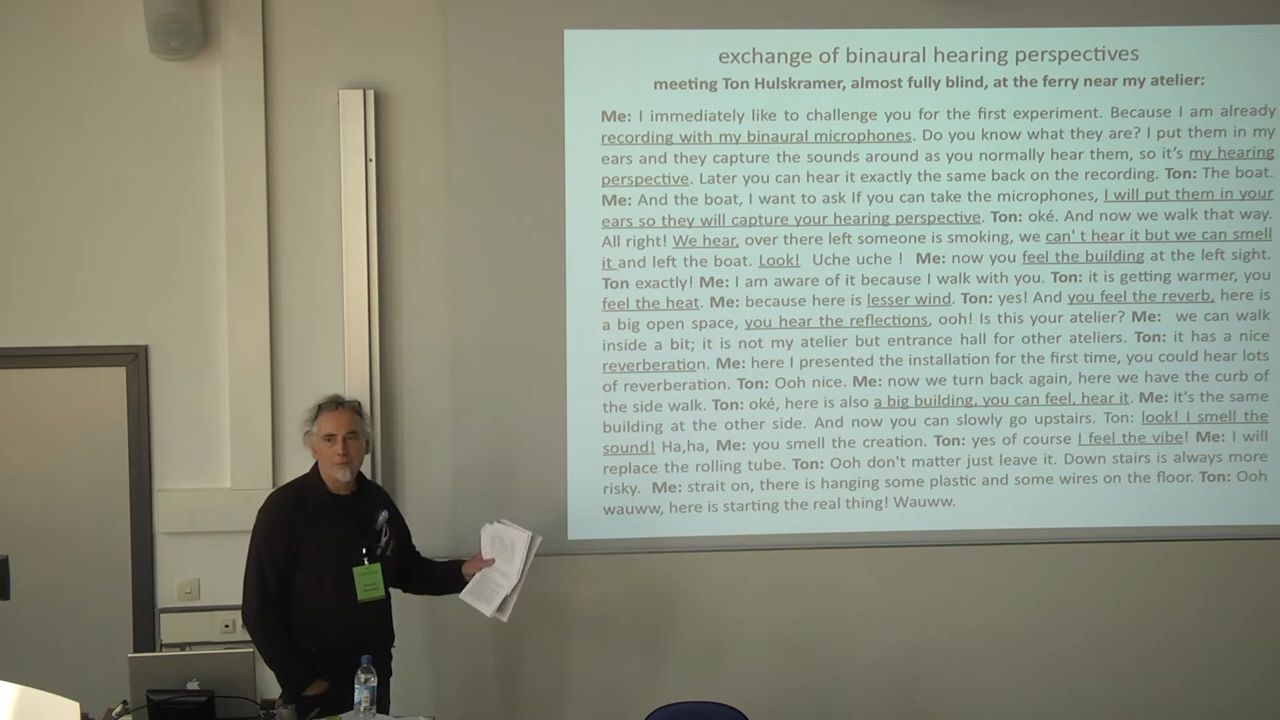 exchange of binaural hearing perspectives
meeting Ton Hulskramer, almost fully blind, at the ferry near my atelier:
Me: I immediately like to challenge you for the first experiment. Because I am already
recording with my binaural microphones. Do you know what they are? I put them in my
ears and they capture the sounds around as you normally hear them, so it's my hearing
perspective. Later you can hear it exactly the same back on the recording. Ton: The boat.
Me: And the boat, I want to ask If you can take the microphones, I will put them in your
ears so they will capture your hearing perspective. Ton: oké. And now we walk that way.
All right! We hear, over there left someone is smoking, we can' t hear it but we can smell
it and left the boat. Look! Uche uche ! Me: now you feel the building at the left sight.
Ton exactly! Me: I am aware of it because I walk with you. Ton: it is getting warmer, you
feel the heat. Me: because here is lesser wind. Ton: yes! And you feel the reverb, here is
a big open space, you hear the reflections, ooh! Is this your atelier? Me: we can walk
inside a bit; it is not my atelier but entrance hall for other ateliers. Ton: it has a nice
reverberation. Me: here I presented the installation for the first time, you could hear lots
of reverberation. Ton: Ooh nice. Me: now we turn back again, here we have the curb of
the side walk. Ton: oké, here is also a big building, you can feel, hear it. Me: it's the same
building at the other side. And now you can slowly go upstairs. Ton: look! I smell the
sound! Ha,ha, Me: you smell the creation. Ton: yes of course I feel the vibe! Me: I will
replace the rolling tube. Ton: Ooh don't matter just leave it. Down stairs is always more
risky. Me: strait on, there is hanging some plastic and some wires on the floor. Ton: Ooh
wauww, here is starting the real thing! Wauww.